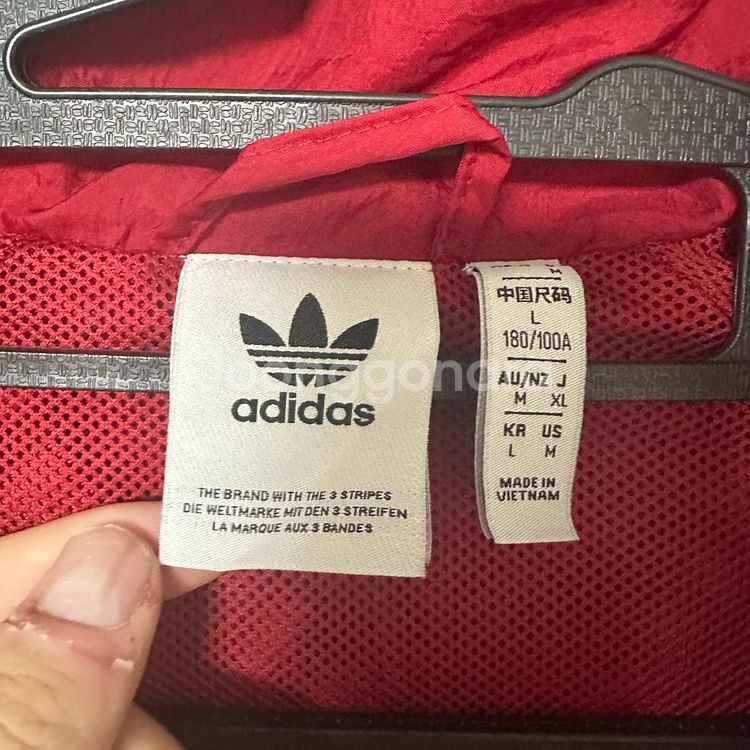 adidas
THE BRAND WITH THE 3 STRIPES
DIE WELTMARKE MIT DEN 3 STREIFEN
LA MARQUE AUX 3 BANDES
M
中国尺码
L
180/100A
AU/NZ J
M XL
KR US
L M
MADE IN
VIETNAM